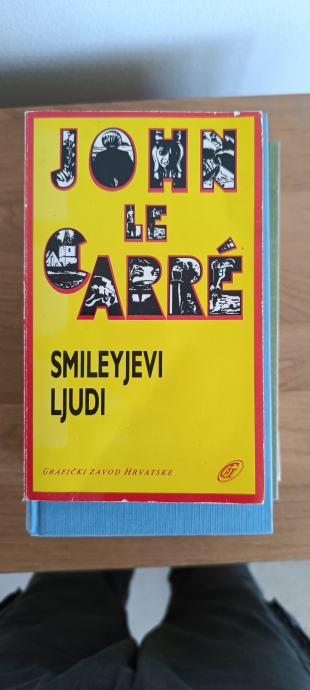 JOHN
LE
CARRÉ
SMILEYJEVI
LJUDI
GRAFIČKI ZAVOD HRVATSKE